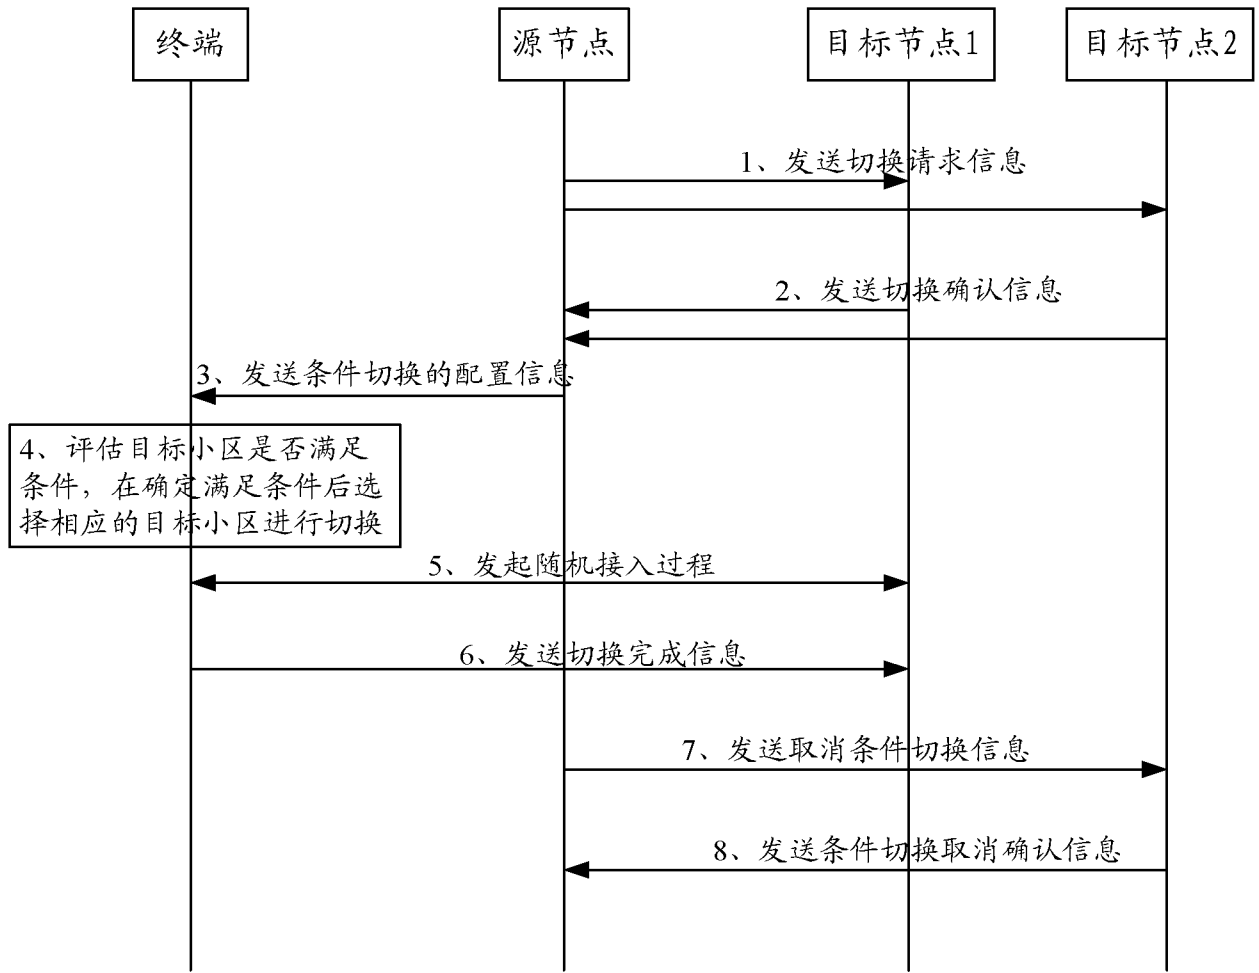 终端
源节点
目标节点1
目标节点2
1、发送切换请求信息
2、发送切换确认信息
3、发送条件切换的配置信息
4、评估目标小区是否满足
条件，在确定满足条件后选
择相应的目标小区进行切换
5、发起随机接入过程
6、发送切换完成信息
7、发送取消条件切换信息
8、发送条件切换取消确认信息